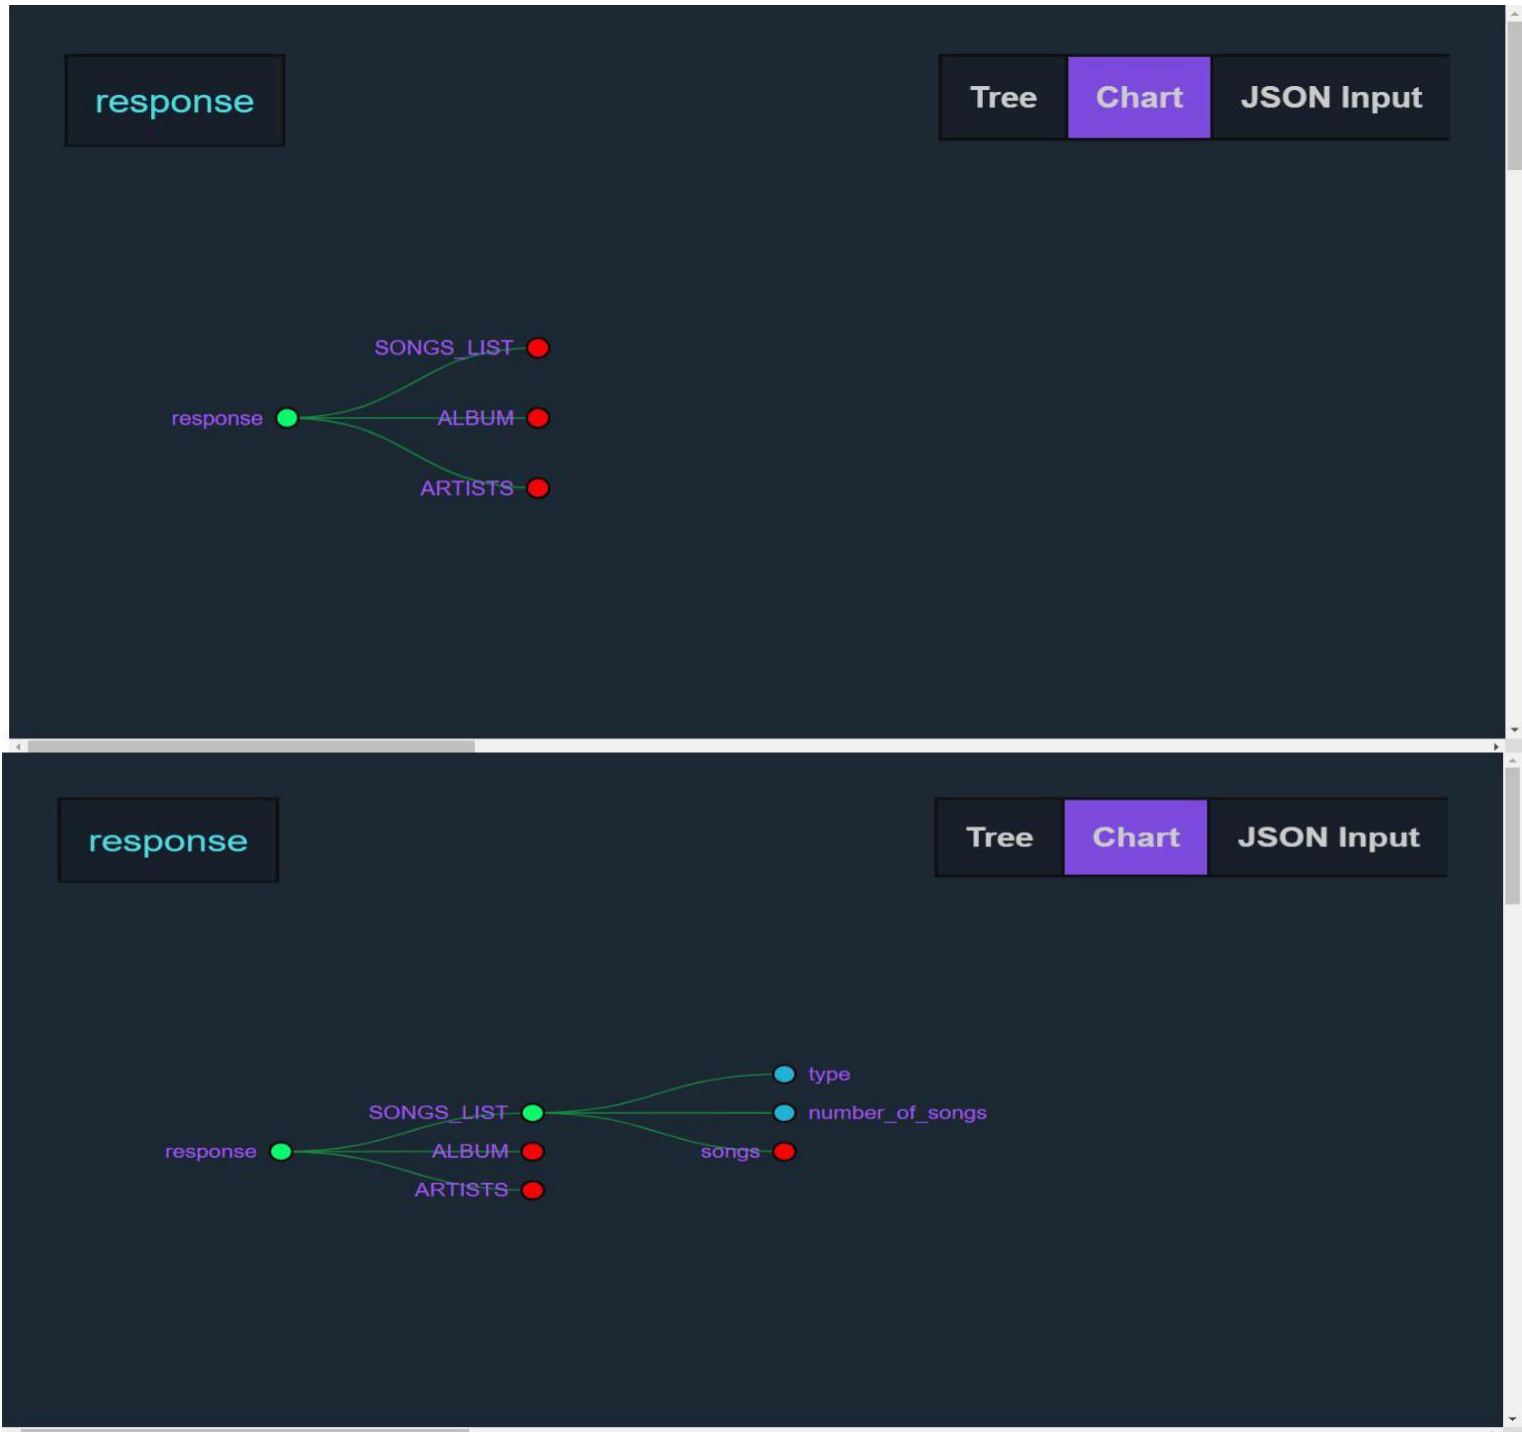 response
Tree Chart JSON Input
SONGS_LIST
response ALBUM
ARTISTS
response
Tree Chart JSON Input
type
SONGS_LIST number_of_songs
response ALBUM songs
ARTISTS